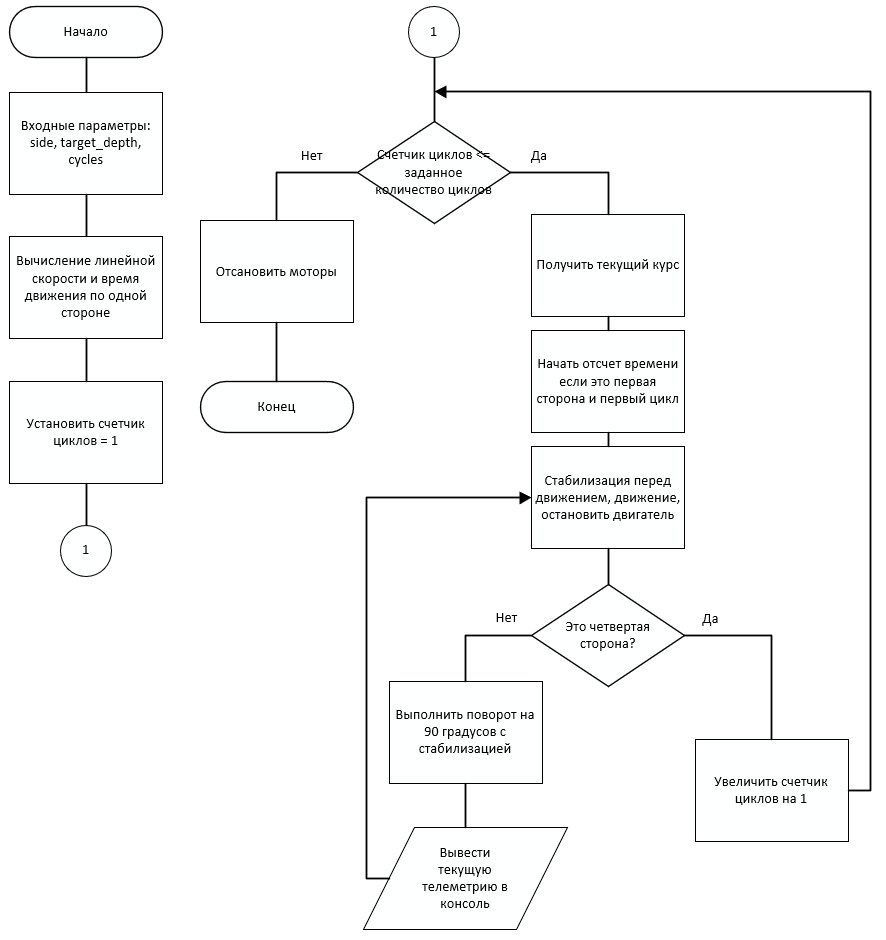 Начало
Входные параметры:
side, target_depth,
cycles
Вычисление линейной
скорости и время
движения по одной
стороне
Установить счетчик
циклов = 1
1
1
Счетчик циклов <=
заданное
количество циклов
Нет
Да
Отсановить моторы
Конец
Получить текущий курс
Начать отсчет времени
если это первая
сторона и первый цикл
Стабилизация перед
движением, движение,
остановить двигатель
Это четвертая
сторона?
Нет
Да
Выполнить поворот на
90 градусов с
стабилизацией
Вывести
текущую
телеметрию в
консоль
Увеличить счетчик
циклов на 1